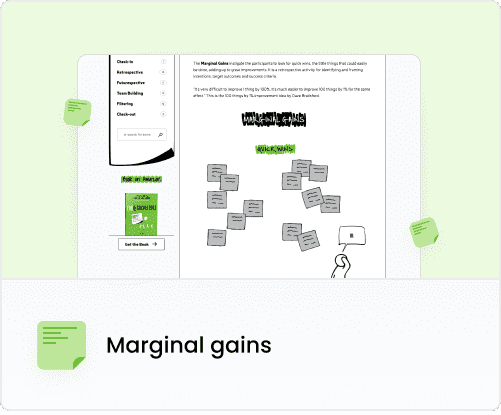 Check-in
Retrospective
Futurospective
Team Building
Filtering
Check-out
Get the Book
The Marginal Gains instigate the participants to look for quick wins, the little things that could easily
be done, adding up to great improvements. It is a retrospective activity for identifying and framing
intentions, target outcomes and success criteria.
"It's very difficult to improve 1 thing by 100%. It's much easier to improve 100 things by 1% for the same
effect." This is the 100 things by 1% improvement idea by Dave Brailsford.
MARGINAL GAINS
QUICK WINS
Marginal gains